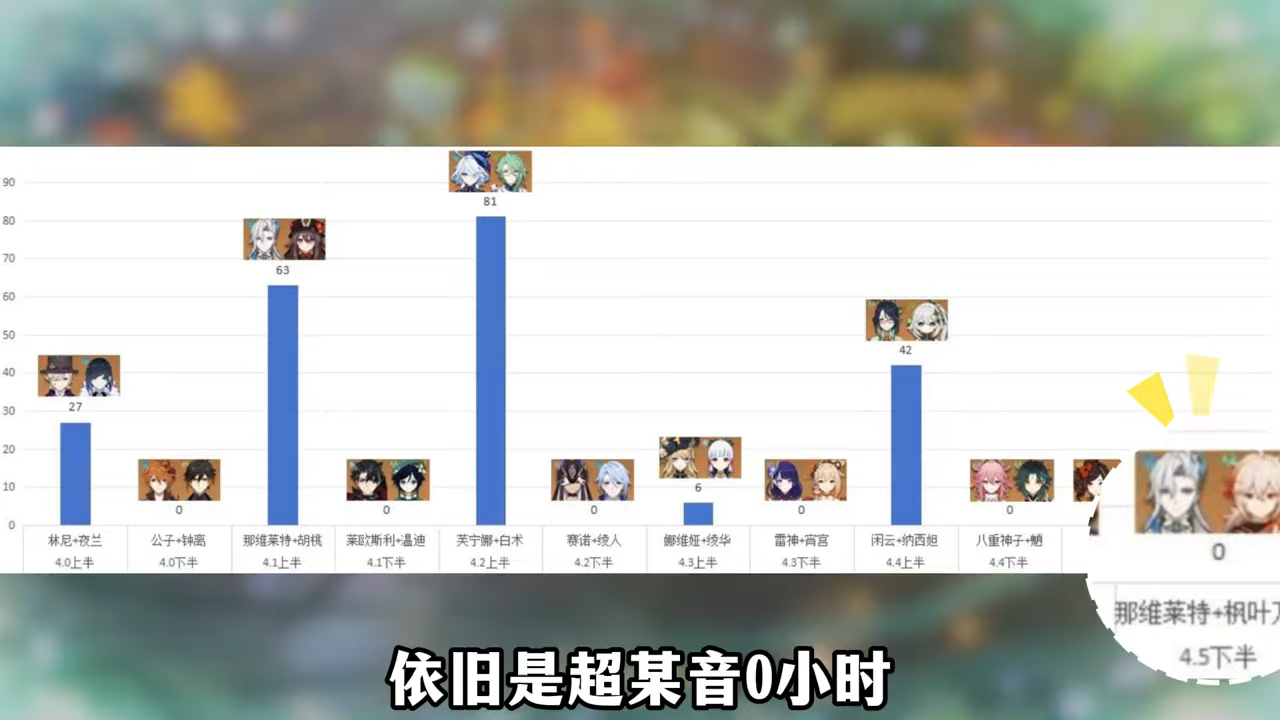 90
80
70
60
50
40
30
20
10
0
27
0
63
0
81
0
6
0
42
0
0
林尼+夜兰
公子+钟离
那维莱特+胡桃
莱欧斯利+温迪
芙宁娜+白术
赛诺+绫人
娜维娅+绫华
雷神+宵宫
闲云+纳西妲
八重神子+魈
那维莱特+枫叶万
4.0上半
4.0下半
4.1上半
4.1下半
4.2上半
4.2下半
4.3上半
4.3下半
4.4上半
4.4下半
4.5下半
依旧是超某音0小时